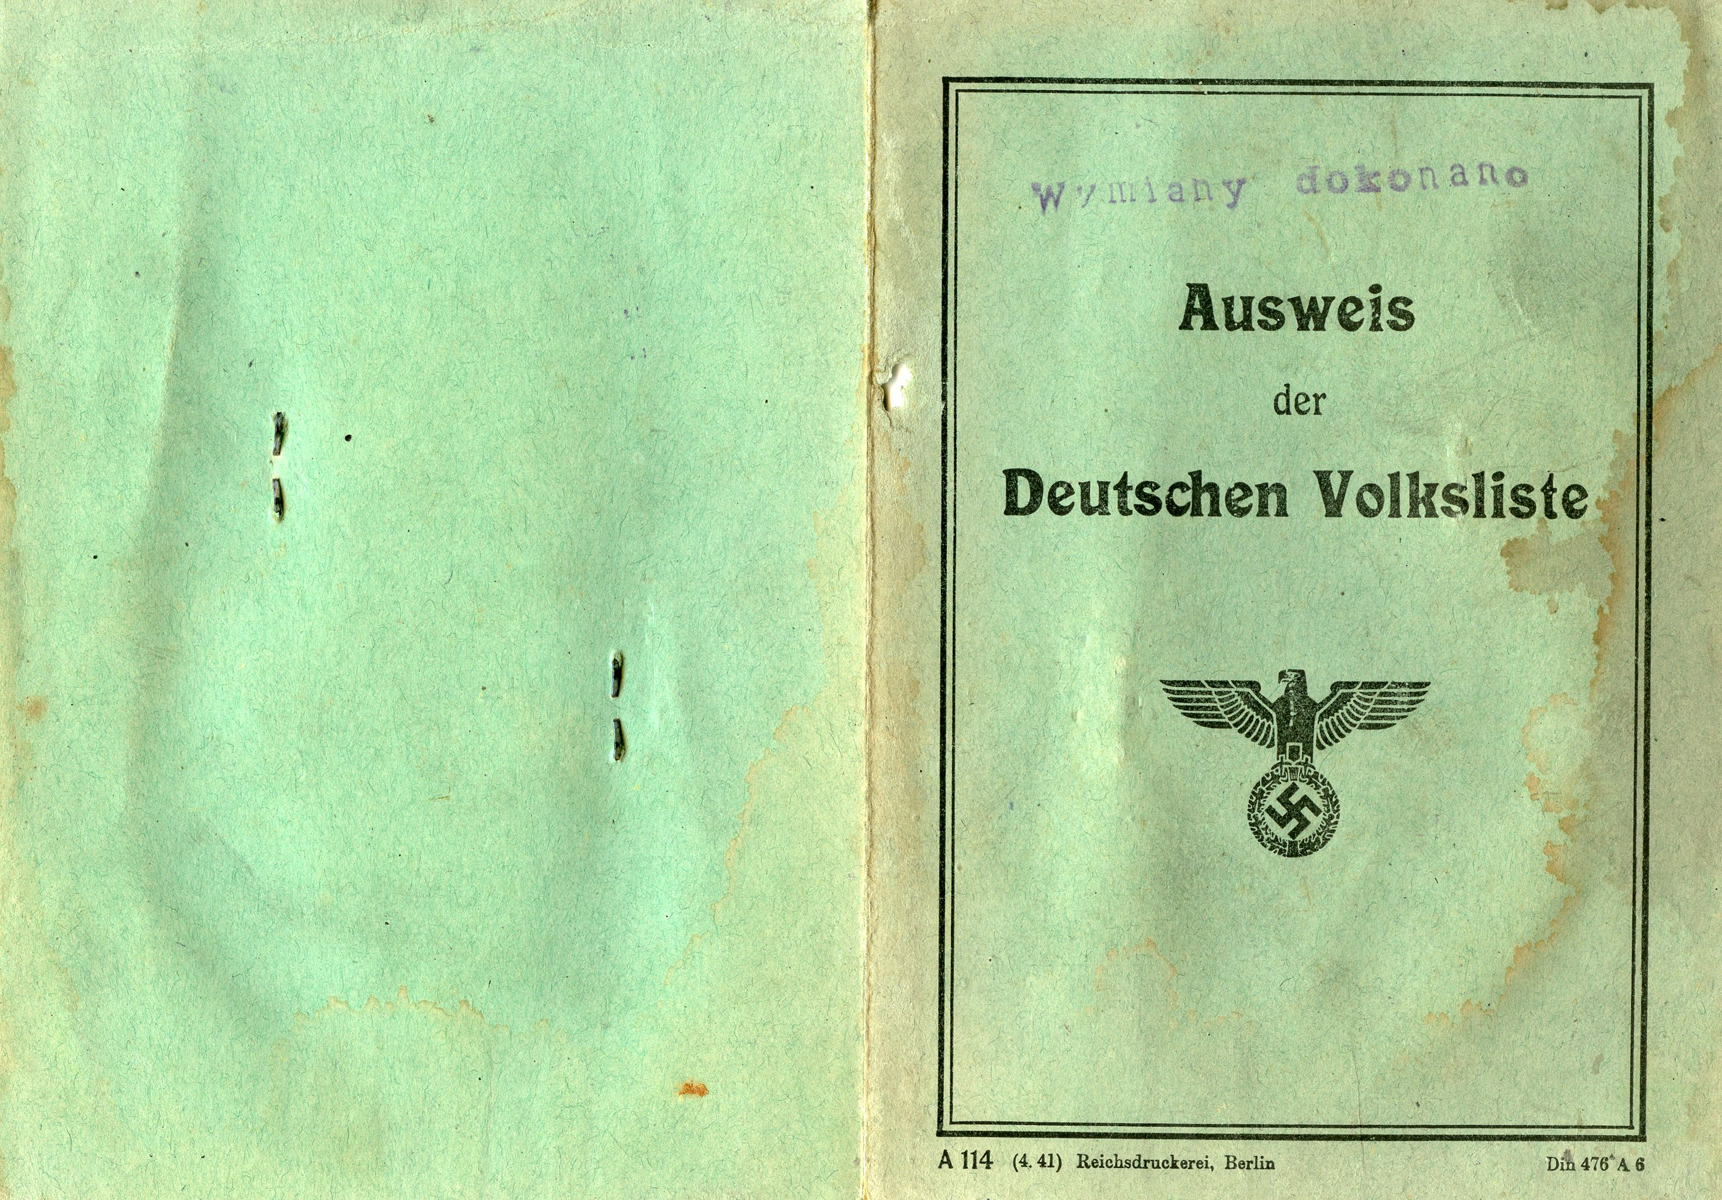 Wymiany dokonano
Ausweis
der
Deutschen Volksliste
A 114 (4. 41) Reichsdruckerei, Berlin
Din 476 A 6